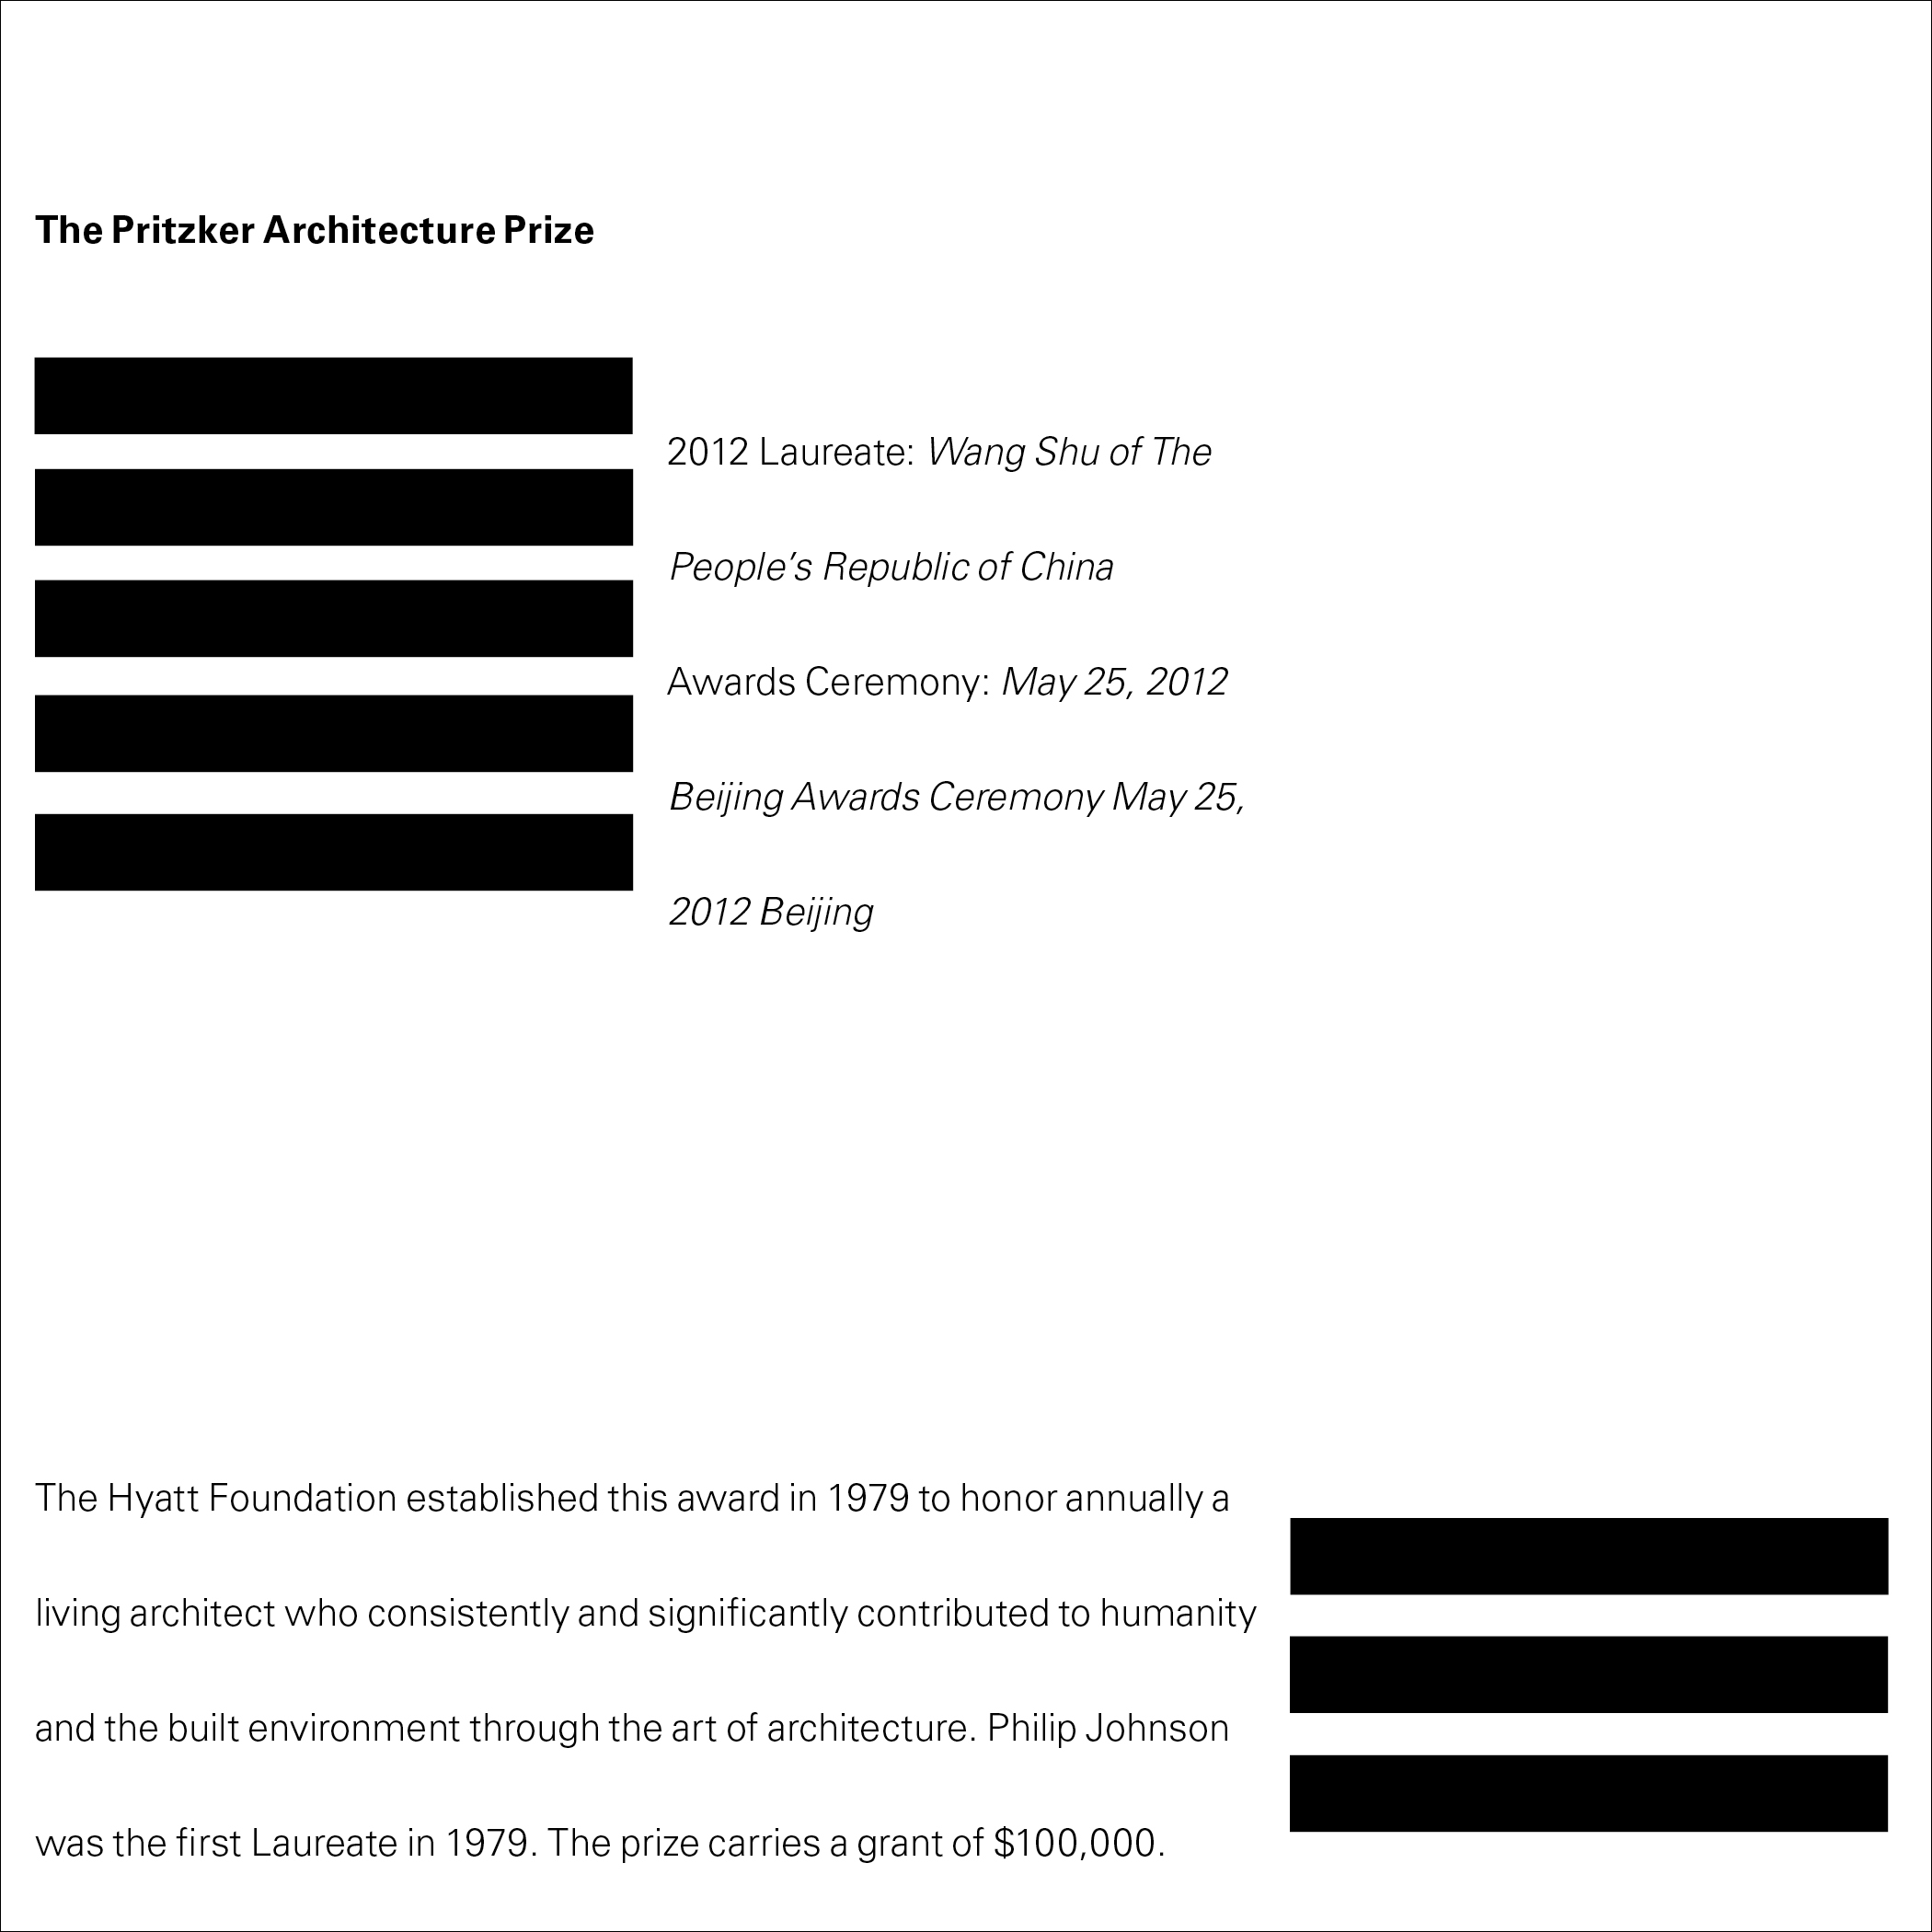 The Pritzker Architecture Prize
2012 Laureate: Wang Shu of The
People’s Republic of China
Awards Ceremony: May 25, 2012
Beijing Awards Ceremony May 25,
2012 Beijing
The Hyatt Foundation established this award in 1979 to honor annually a
living architect who consistently and significantly contributed to humanity
and the built environment through the art of architecture. Philip Johnson
was the first Laureate in 1979. The prize carries a grant of $100,000.